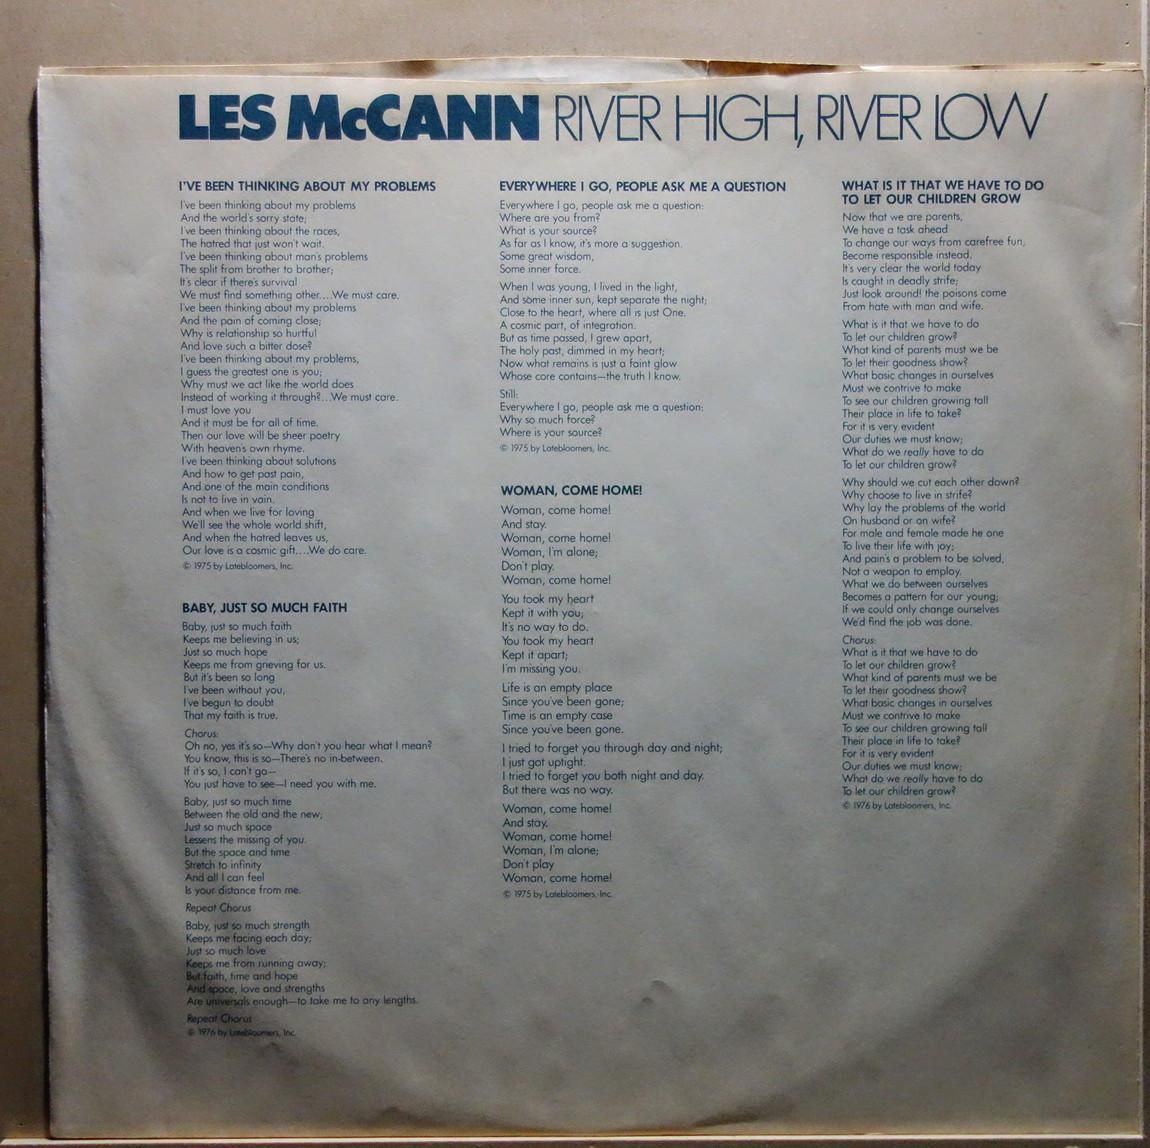 LES McCANN RIVER HIGH, RIVER LOW
I'VE BEEN THINKING ABOUT MY PROBLEMS
I've been thinking about my problems
And the world's sorry state;
I've been thinking about the races,
The hatred that just won't wait.
I've been thinking about man's problems
The split from brother to brother;
It's clear if there's survival
We must find something other....We must care.
I've been thinking about my problems
And the pain of coming close;
Why is relationship so hurtful
And love such a bitter dose?
I've been thinking about my problems,
I guess the greatest one is you;
Why must we act like the world does
Instead of working it through?...We must care.
I must love you
And it must be for all of time.
Then our love will be sheer poetry
With heaven's own rhyme.
I've been thinking about solutions
And how to get past pain,
And one of the main conditions
Is not to live in vain.
And when we live for loving
We'll see the whole world shift,
And when the hatred leaves us,
Our love is a cosmic gift....We do care.
© 1975 by Latebloomers, Inc.
BABY, JUST SO MUCH FAITH
Baby, just so much faith
Keeps me believing in us;
Just so much hope
Keeps me from grieving for us.
But it's been so long
I've been without you,
I've begun to doubt
That my faith is true.
Chorus:
Oh no, yes it's so—Why don't you hear what I mean?
You know, this is so—There's no in-between.
If it's so, I can't go—
You just have to see—I need you with me.
Baby, just so much time
Between the old and the new;
Just so much space
Lessens the missing of you.
But the space and time
Stretch to infinity
And all I can feel
Is your distance from me.
Repeat Chorus
Baby, just so much strength
Keeps me facing each day;
Just so much love
Keeps me from running away;
But faith, time and hope
And space, love and strengths
Are universals enough—to take me to any lengths.
Repeat Chorus
© 1976 by Latebloomers, Inc.
EVERYWHERE I GO, PEOPLE ASK ME A QUESTION
Everywhere I go, people ask me a question:
Where are you from?
What is your source?
As far as I know, it's more a suggestion.
Some great wisdom,
Some inner force.
When I was young, I lived in the light,
And some inner sun, kept separate the night;
Close to the heart, where all is just One.
A cosmic part, of integration.
But as time passed, I grew apart,
The holy past, dimmed in my heart;
Now what remains is just a faint glow
Whose core contains—the truth I know.
Still:
Everywhere I go, people ask me a question:
Why so much force?
Where is your source?
© 1975 by Latebloomers, Inc.
WOMAN, COME HOME!
Woman, come home!
And stay.
Woman, come home!
Woman, I'm alone;
Don't play.
Woman, come home!
You took my heart
Kept it with you;
It's no way to do.
You took my heart
Kept it apart;
I'm missing you.
Life is an empty place
Since you've been gone;
Time is an empty case
Since you've been gone.
I tried to forget you through day and night;
I just got uptight.
I tried to forget you both night and day.
But there was no way.
Woman, come home!
And stay.
Woman, come home!
Woman, I'm alone;
Don't play
Woman, come home!
© 1975 by Latebloomers, Inc.
WHAT IS IT THAT WE HAVE TO DO
TO LET OUR CHILDREN GROW
Now that we are parents,
We have a task ahead
To change our ways from carefree fun,
Become responsible instead.
It's very clear the world today
Is caught in deadly strife;
Just look around! the poisons come
From hate with man and wife.
What is it that we have to do
To let our children grow?
What kind of parents must we be
To let their goodness show?
What basic changes in ourselves
Must we contrive to make
To see our children growing tall
Their place in life to take?
For it is very evident
Our duties we must know;
What do we really have to do
To let our children grow?
Why should we cut each other down?
Why choose to live in strife?
Why lay the problems of the world
On husband or on wife?
For male and female made he one
To live their life with joy;
And pain's a problem to be solved,
Not a weapon to employ.
What we do between ourselves
Becomes a pattern for our young;
If we could only change ourselves
We'd find the job was done.
Chorus:
What is it that we have to do
To let our children grow?
What kind of parents must we be
To let their goodness show?
What basic changes in ourselves
Must we contrive to make
To see our children growing tall
Their place in life to take?
For it is very evident
Our duties we must know;
What do we really have to do
To let our children grow?
© 1976 by Latebloomers, Inc.